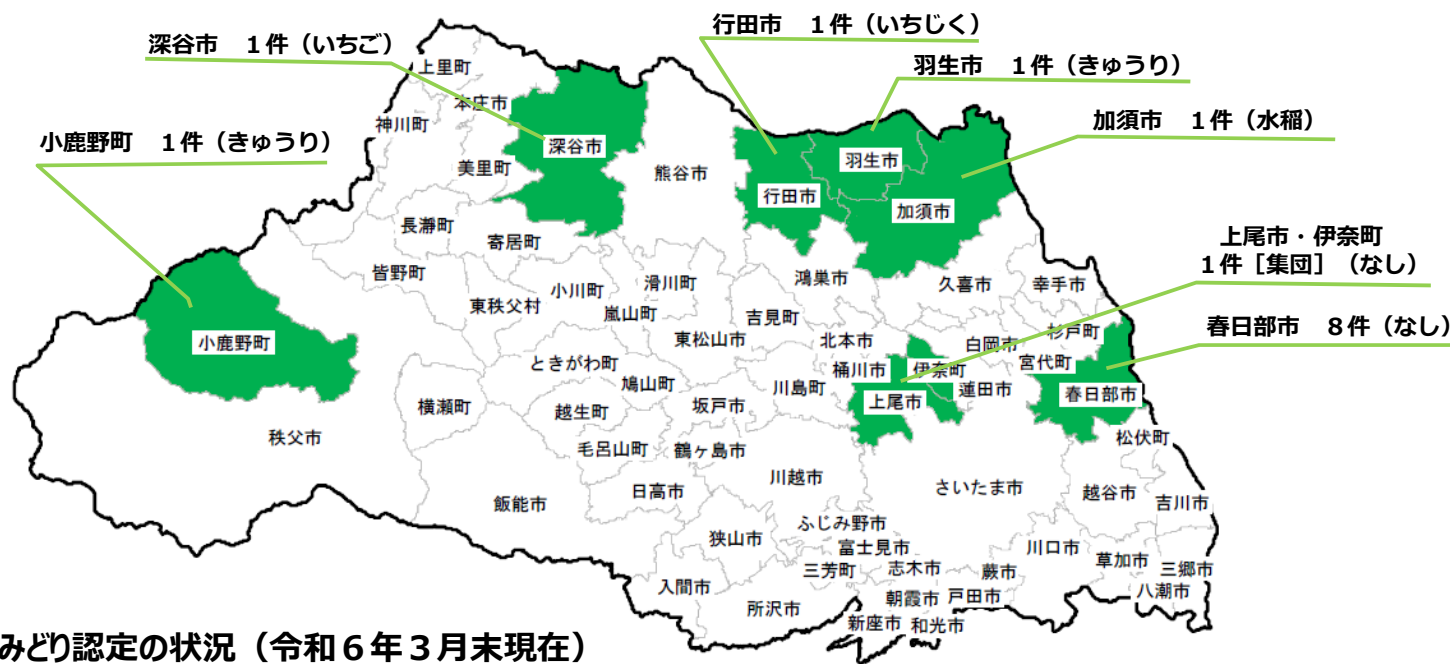 行田市　１件（いちじく）
深谷市　１件（いちご）
羽生市　１件（きゅうり）
加須市　１件（水稲）
小鹿野町　１件（きゅうり）
上尾市・伊奈町
１件［集団］（なし）
春日部市　８件（なし）
上里町
本庄市
神川町
深谷市
美里町
熊谷市
羽生市
行田市
加須市
長瀞町
寄居町
皆野町
鴻巣市
久喜市
幸手市
小川町
滑川町
東秩父村
嵐山町
吉見町
東松山市
北本市
白岡市
杉戸町
小鹿野町
ときがわ町
桶川市
伊奈町
宮代町
鳩山町
川島町
蓮田市
春日部市
横瀬町
越生町
坂戸市
上尾市
秩父市
毛呂山町
鶴ヶ島市
松伏町
川越市
さいたま市
飯能市
日高市
越谷市
吉川市
ふじみ野市
狭山市
富士見市
川口市
三芳町
志木市
蕨市
草加市
三郷市
入間市
所沢市
朝霞市
戸田市
八潮市
新座市
和光市
みどり認定の状況（令和６年３月末現在）